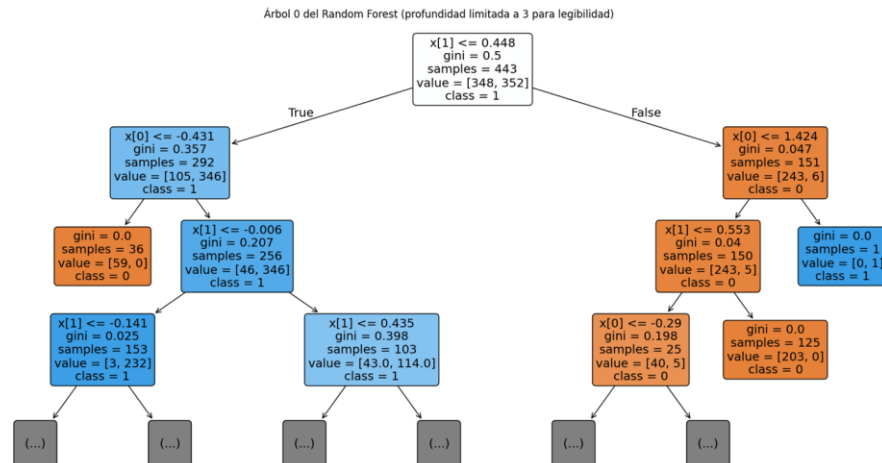 Árbol 0 del Random Forest (profundidad limitada a 3 para legibilidad)
x[1] <= 0.448
gini = 0.5
samples = 443
value = [348, 352]
class = 1
True
False
x[0] <= -0.431
gini = 0.357
samples = 292
value = [105, 346]
class = 1
x[0] <= 1.424
gini = 0.047
samples = 151
value = [243, 6]
class = 0
gini = 0.0
samples = 36
value = [59, 0]
class = 0
x[1] <= -0.006
gini = 0.207
samples = 256
value = [46, 346]
class = 1
x[1] <= 0.553
gini = 0.04
samples = 150
value = [243, 5]
class = 0
gini = 0.0
samples = 1
value = [0, 1]
class = 1
x[1] <= -0.141
gini = 0.025
samples = 153
value = [3, 232]
class = 1
x[1] <= 0.435
gini = 0.398
samples = 103
value = [43.0, 114.0]
class = 1
x[0] <= -0.29
gini = 0.198
samples = 25
value = [40, 5]
class = 0
gini = 0.0
samples = 125
value = [203, 0]
class = 0
(...)
(...)
(...)
(...)
(...)
(...)